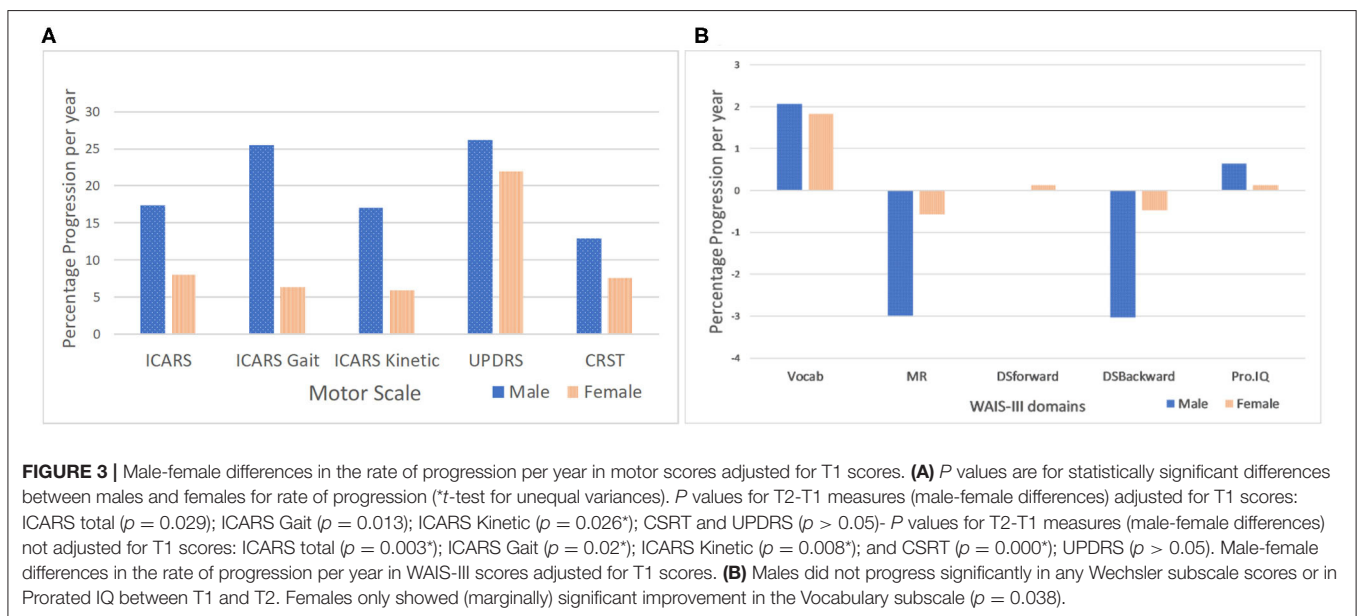 A
Percentage Progression per year
30
25
20
15
10
5
0
ICARS ICARS Gait ICARS Kinetic UPDRS CRST
Motor Scale
Male Female
B
Percentage Progression per year
3
2
1
0
-1
-2
-3
-4
Vocab MR DSforward DSBackward Pro.IQ
WAIS-III domains
Male Female
FIGURE 3 | Male-female differences in the rate of progression per year in motor scores adjusted for T1 scores. (A) P values are for statistically significant differences
between males and females for rate of progression (*t-test for unequal variances). P values for T2-T1 measures (male-female differences) adjusted for T1 scores:
ICARS total (p = 0.029); ICARS Gait (p = 0.013); ICARS Kinetic (p = 0.026*); CSRT and UPDRS (p > 0.05)- P values for T2-T1 measures (male-female differences)
not adjusted for T1 scores: ICARS total (p = 0.003*); ICARS Gait (p = 0.02*); ICARS Kinetic (p = 0.008*); and CSRT (p = 0.000*); UPDRS (p > 0.05). Male-female
differences in the rate of progression per year in WAIS-III scores adjusted for T1 scores. (B) Males did not progress significantly in any Wechsler subscale scores or in
Prorated IQ between T1 and T2. Females only showed (marginally) significant improvement in the Vocabulary subscale (p = 0.038).